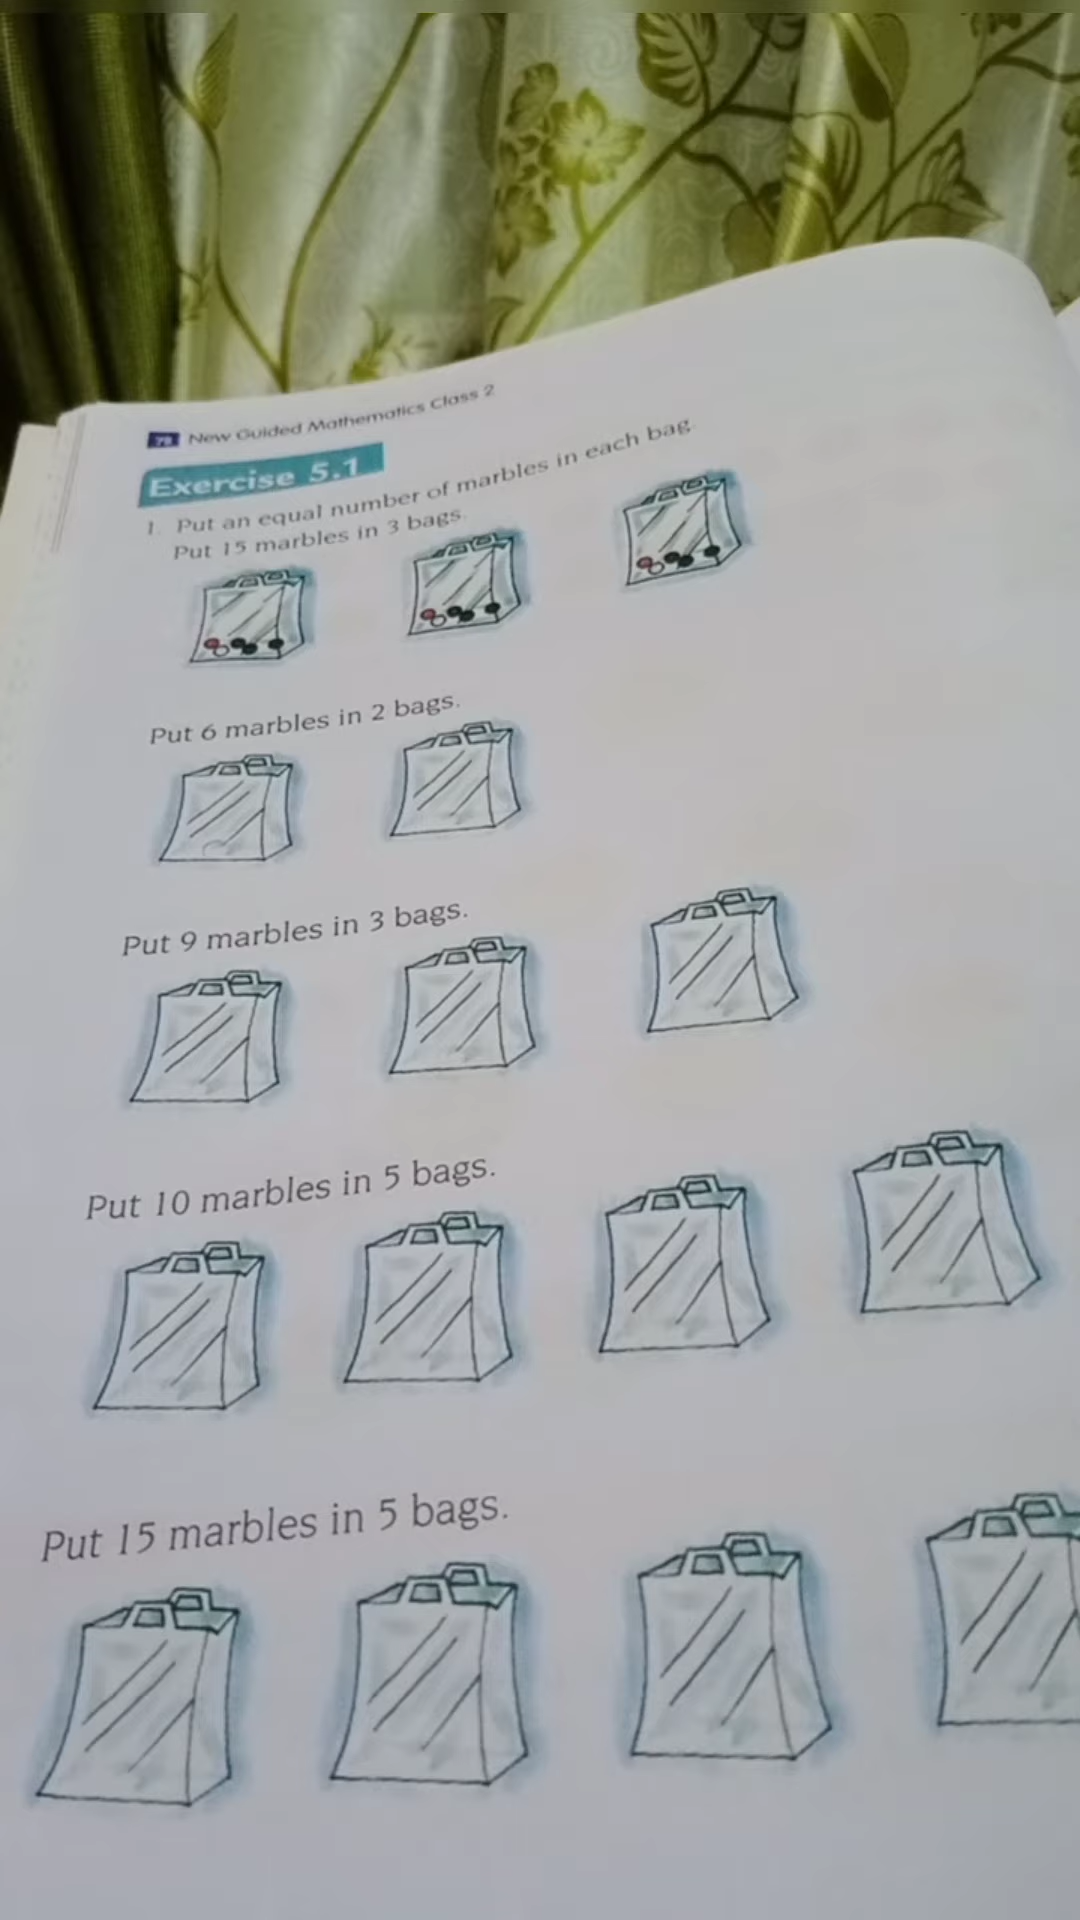 78 New Guided Mathematics Class 2
Exercise 5.1
1. Put an equal number of marbles in each bag.
Put 15 marbles in 3 bags.
Put 6 marbles in 2 bags.
Put 9 marbles in 3 bags.
Put 10 marbles in 5 bags.
Put 15 marbles in 5 bags.